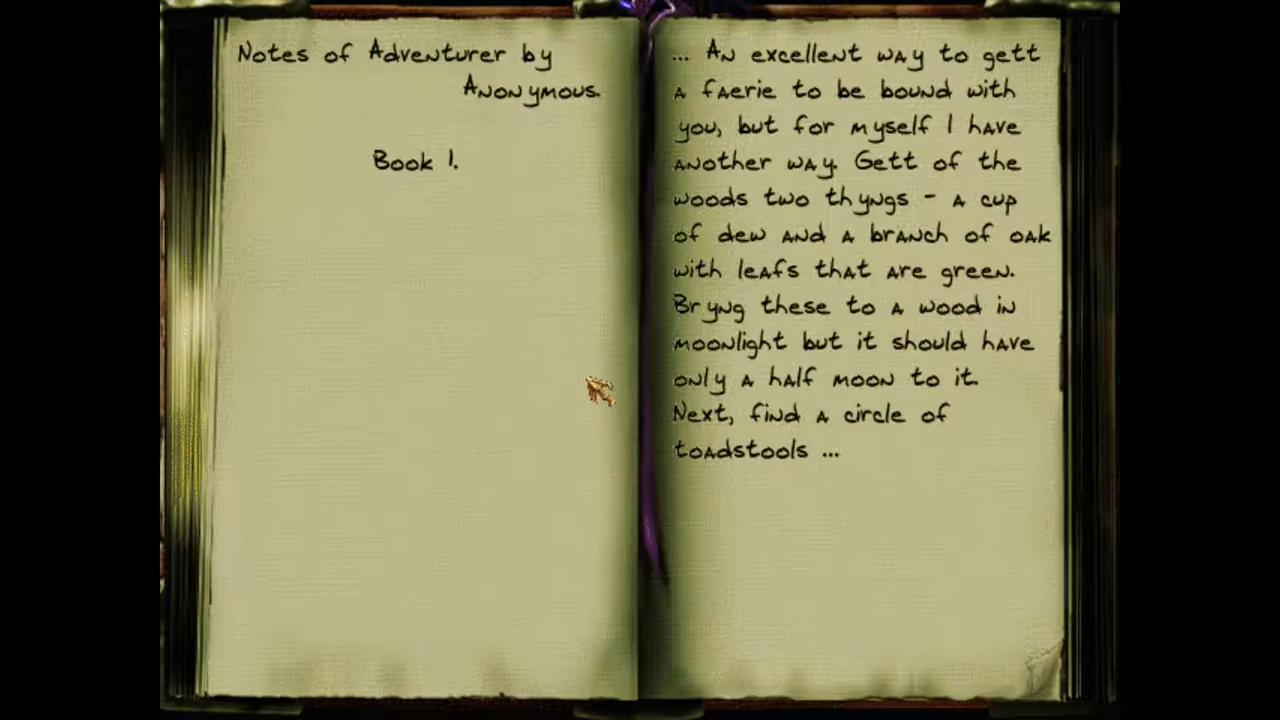 Notes of Adventurer by
Anonymous.
Book 1.
... An excellent way to gett
a faerie to be bound with
you, but for myself I have
another way. Gett of the
woods two thyngs - a cup
of dew and a branch of oak
with leafs that are green.
Bryng these to a wood in
moonlight but it should have
only a half moon to it.
Next, find a circle of
toadstools ...